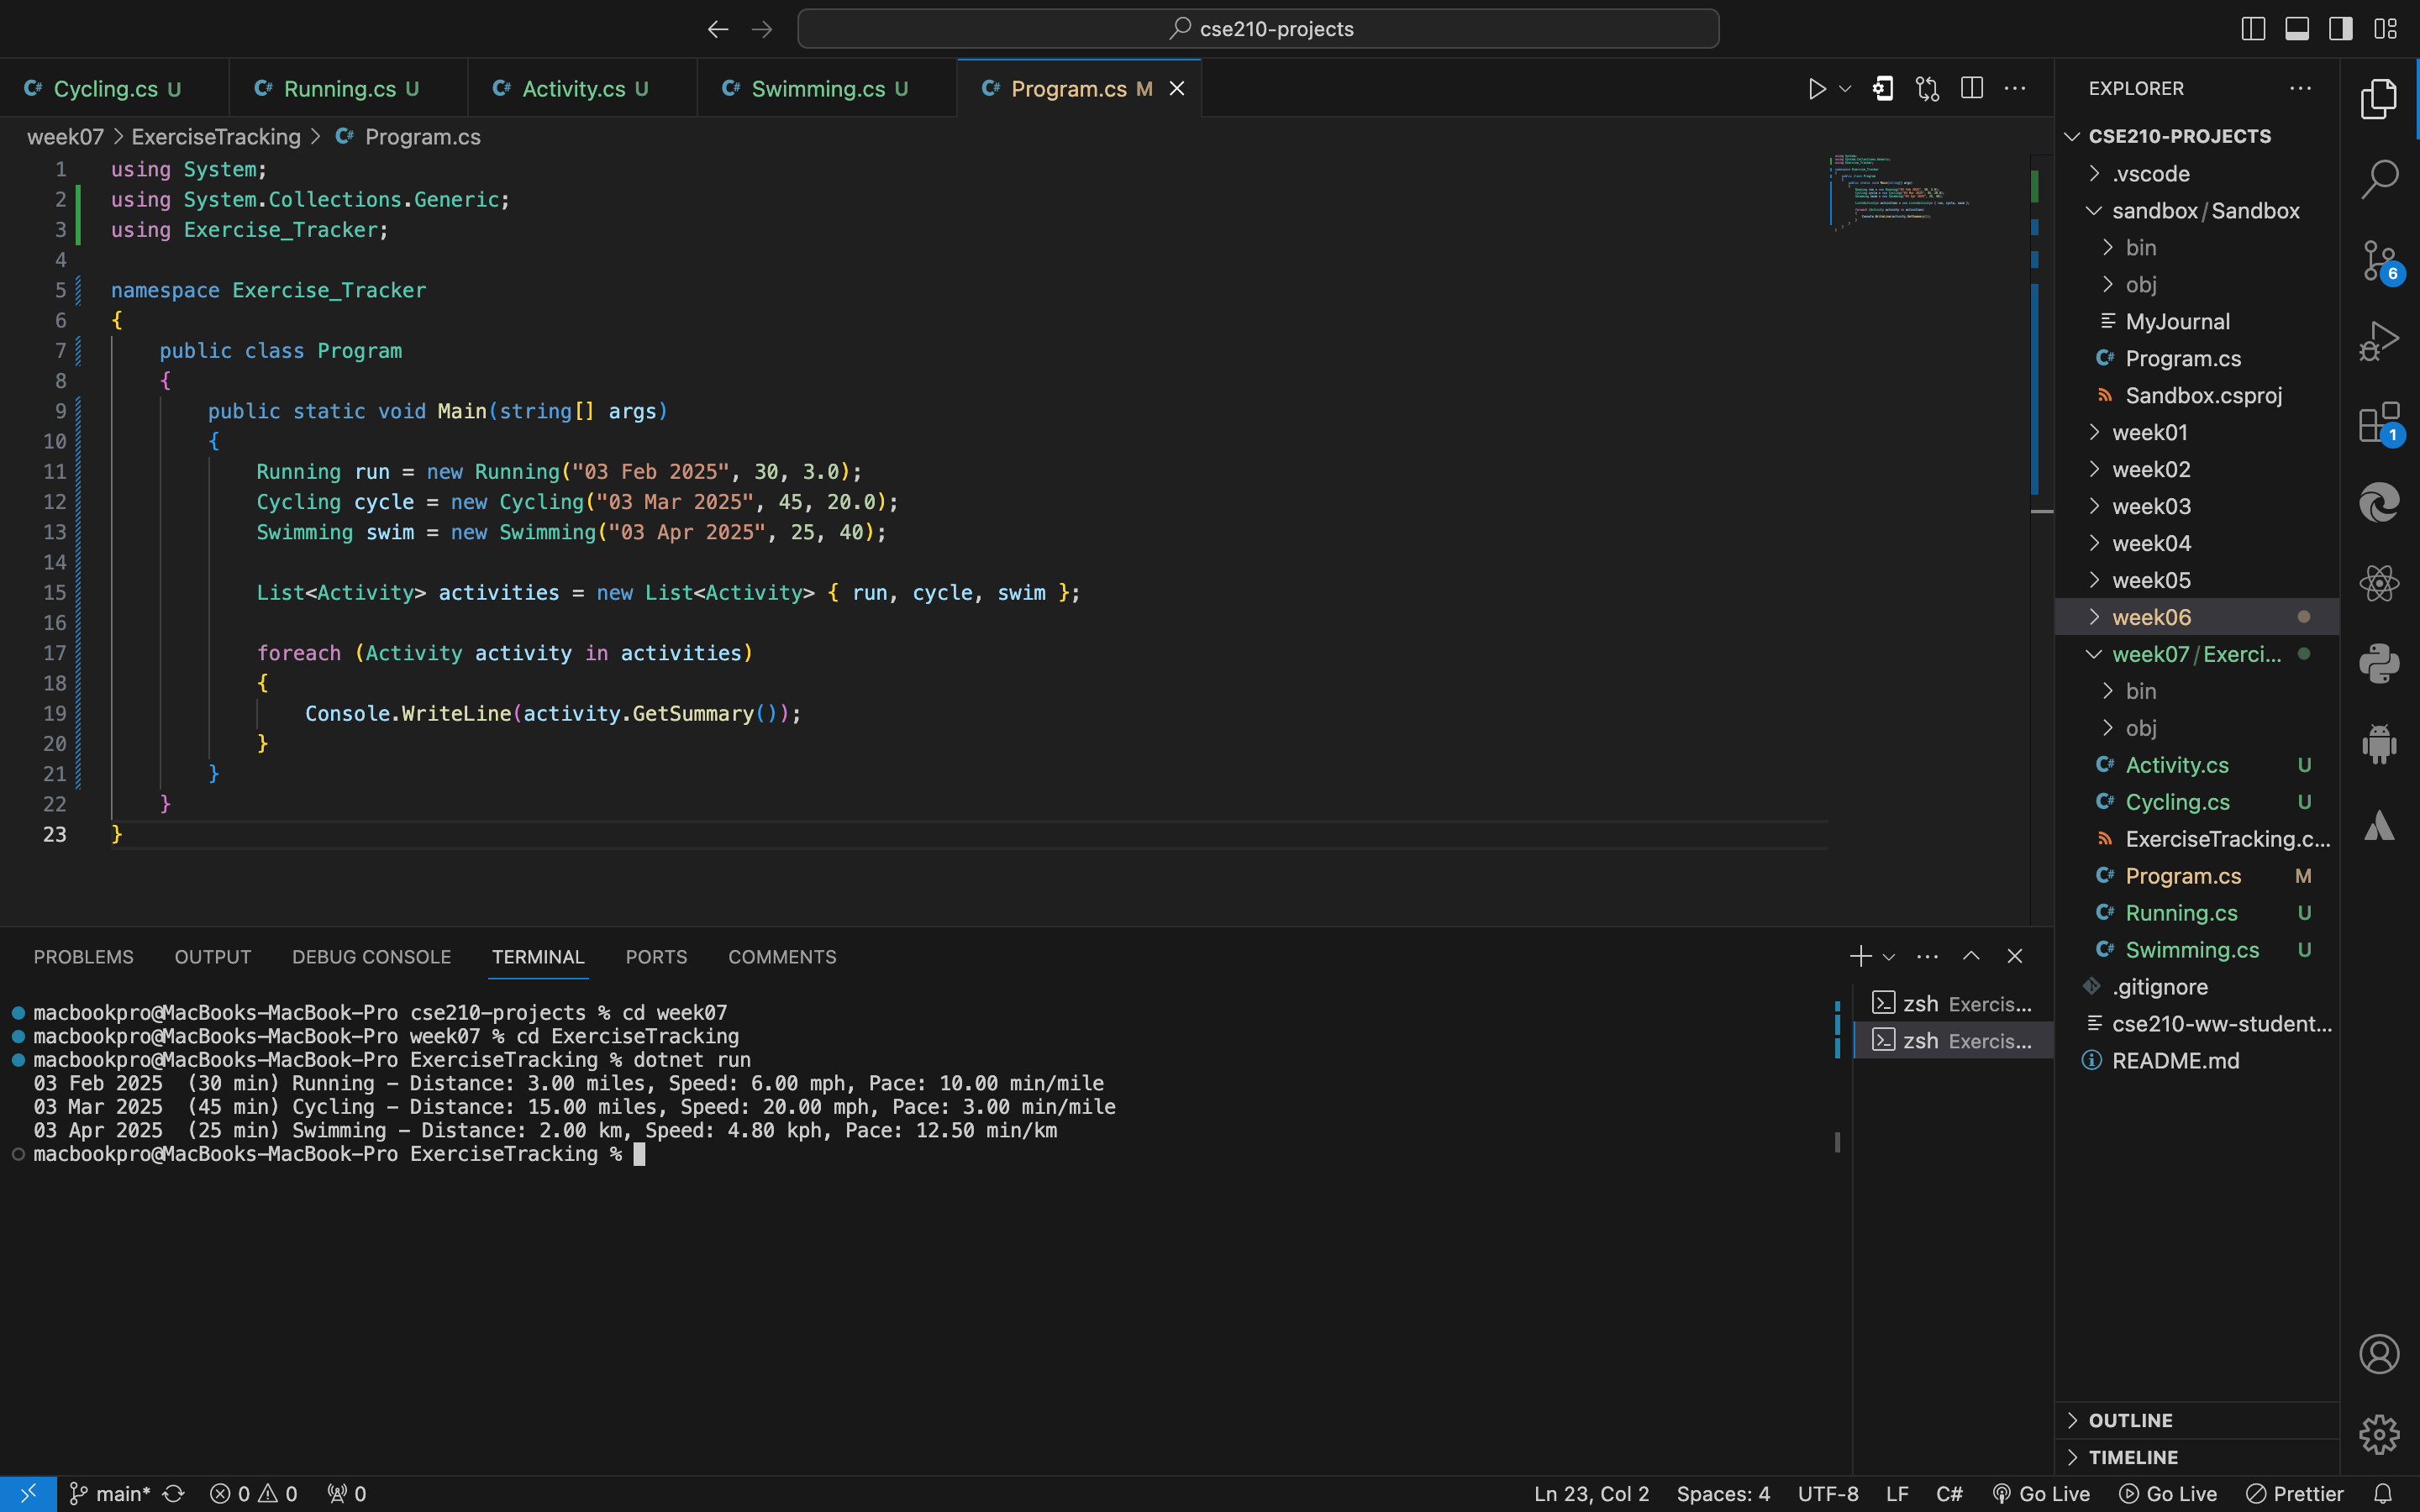 cse210-projects
Cycling.cs U
Running.cs U
Activity.cs U
Swimming.cs U
Program.cs M
week07 > ExerciseTracking > Program.cs
1 using System;
2 using System.Collections.Generic;
3 using Exercise_Tracker;
4
5 namespace Exercise_Tracker
6 {
7 public class Program
8 {
9 public static void Main(string[] args)
10 {
11 Running run = new Running("03 Feb 2025", 30, 3.0);
12 Cycling cycle = new Cycling("03 Mar 2025", 45, 20.0);
13 Swimming swim = new Swimming("03 Apr 2025", 25, 40);
14
15 List<Activity> activities = new List<Activity> { run, cycle, swim };
16
17 foreach (Activity activity in activities)
18 {
19 Console.WriteLine(activity.GetSummary());
20 }
21 }
22 }
23 }
PROBLEMS OUTPUT DEBUG CONSOLE TERMINAL PORTS COMMENTS
macbookpro@MacBooks-MacBook-Pro cse210-projects % cd week07
macbookpro@MacBooks-MacBook-Pro week07 % cd ExerciseTracking
macbookpro@MacBooks-MacBook-Pro ExerciseTracking % dotnet run
03 Feb 2025  (30 min) Running - Distance: 3.00 miles, Speed: 6.00 mph, Pace: 10.00 min/mile
03 Mar 2025  (45 min) Cycling - Distance: 15.00 miles, Speed: 20.00 mph, Pace: 3.00 min/mile
03 Apr 2025  (25 min) Swimming - Distance: 2.00 km, Speed: 4.80 kph, Pace: 12.50 min/km
macbookpro@MacBooks-MacBook-Pro ExerciseTracking %
zsh Exercis...
zsh Exercis...
EXPLORER
CSE210-PROJECTS
.vscode
sandbox/Sandbox
bin
obj
MyJournal
Program.cs
Sandbox.csproj
week01
week02
week03
week04
week05
week06
week07/Exerci...
bin
obj
Activity.cs U
Cycling.cs U
ExerciseTracking.c...
Program.cs M
Running.cs U
Swimming.cs U
.gitignore
cse210-ww-student...
README.md
OUTLINE
TIMELINE
6
1
main* 0 0 0
Ln 23, Col 2 Spaces: 4 UTF-8 LF C# Go Live Go Live Prettier